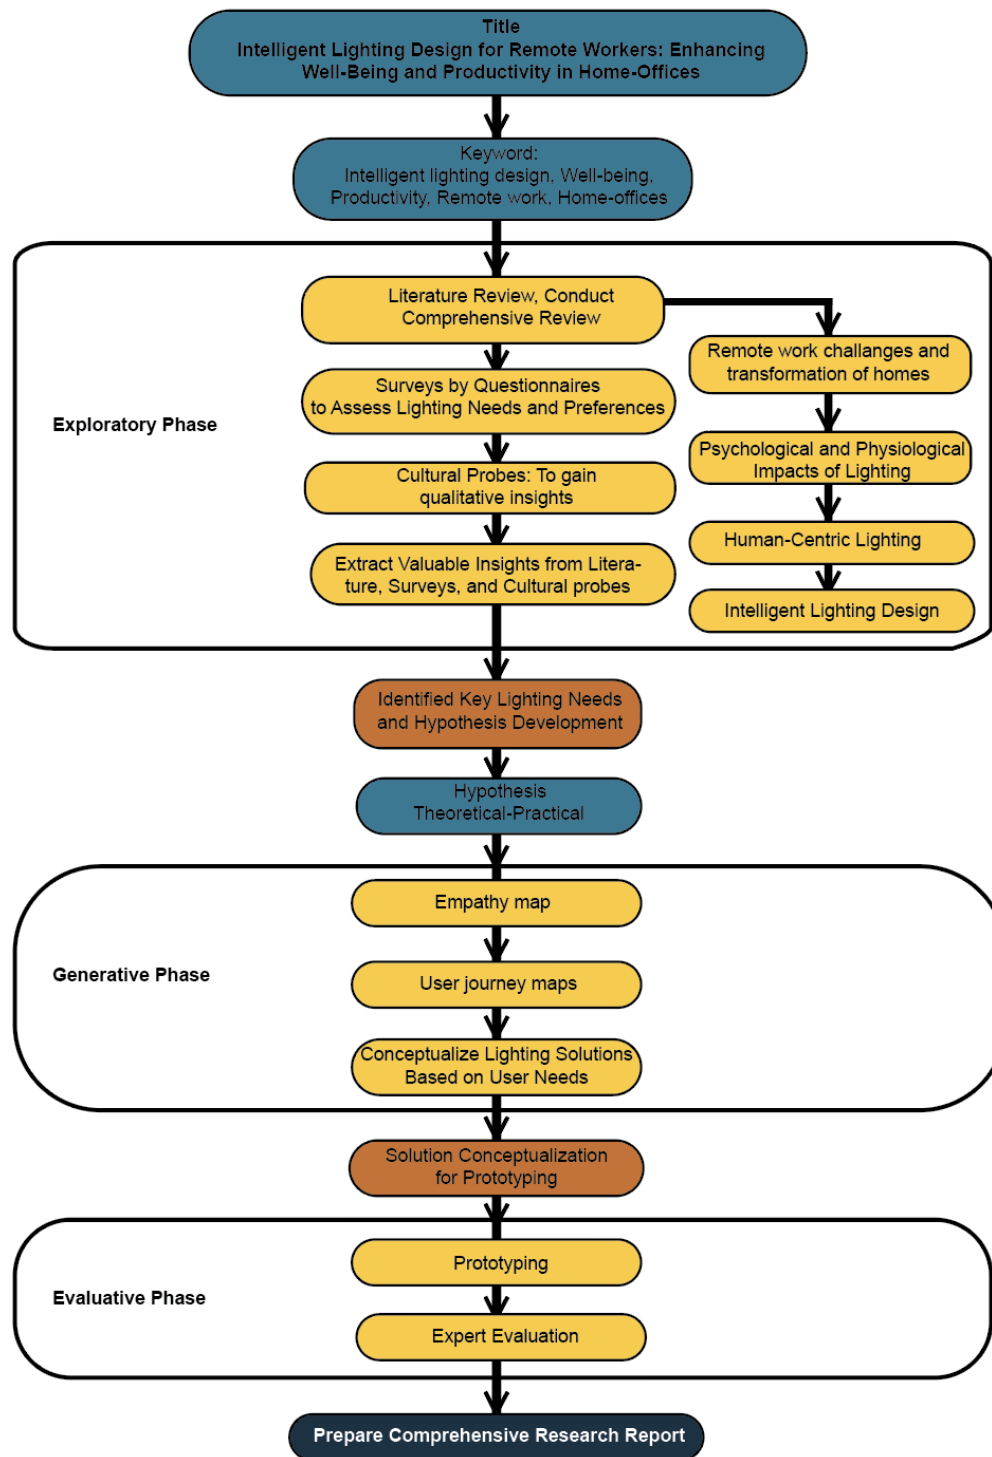 Title
Intelligent Lighting Design for Remote Workers: Enhancing
Well-Being and Productivity in Home-Offices
Keyword:
Intelligent lighting design, Well-being,
Productivity, Remote work, Home-offices
Exploratory Phase
Literature Review, Conduct
Comprehensive Review
Surveys by Questionnaires
to Assess Lighting Needs and Preferences
Cultural Probes: To gain
qualitative insights
Extract Valuable Insights from Litera-
ture, Surveys, and Cultural probes
Remote work challanges and
transformation of homes
Psychological and Physiological
Impacts of Lighting
Human-Centric Lighting
Intelligent Lighting Design
Identified Key Lighting Needs
and Hypothesis Development
Hypothesis
Theoretical-Practical
Generative Phase
Empathy map
User journey maps
Conceptualize Lighting Solutions
Based on User Needs
Solution Conceptualization
for Prototyping
Evaluative Phase
Prototyping
Expert Evaluation
Prepare Comprehensive Research Report